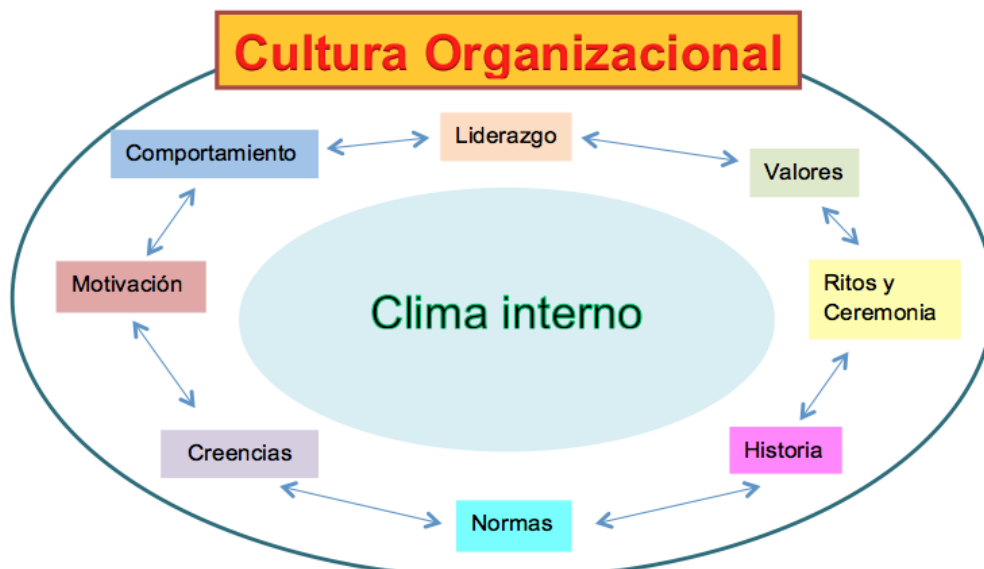 Cultura Organizacional
Liderazgo
Comportamiento
Valores
Motivación
Clima interno
Ritos y
Ceremonia
Creencias
Historia
Normas